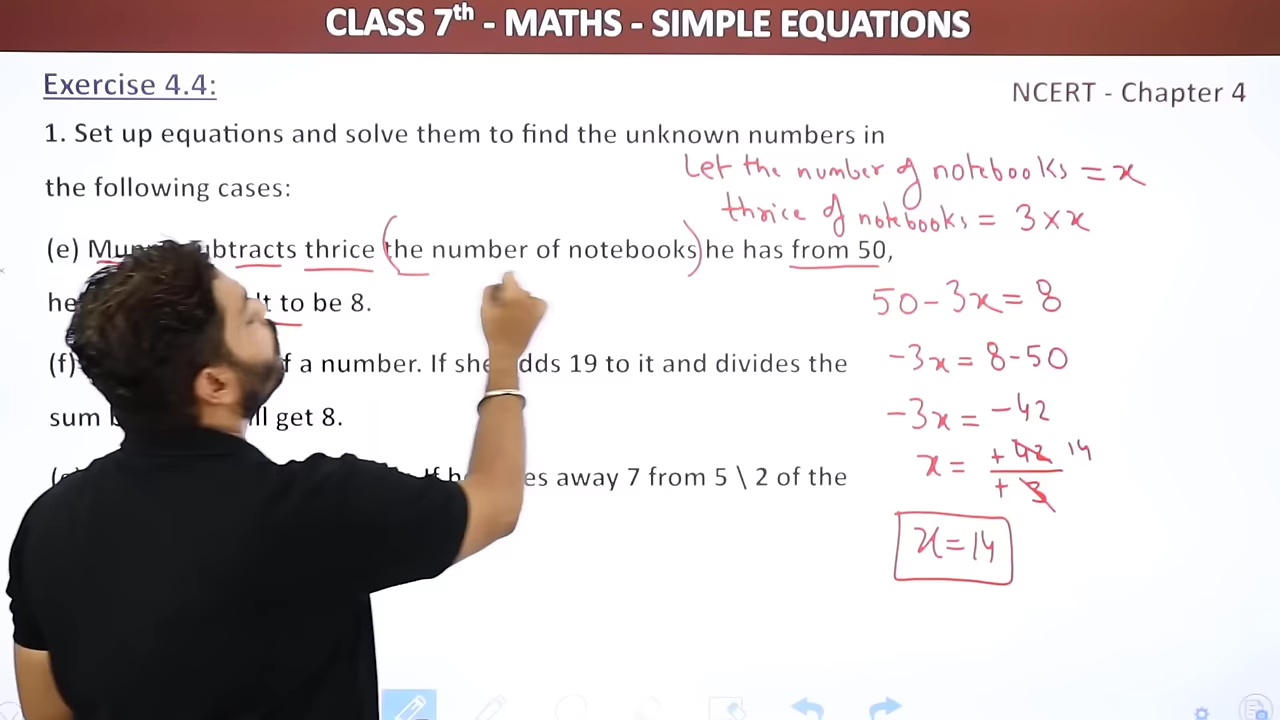 CLASS 7th - MATHS - SIMPLE EQUATIONS
Exercise 4.4:
NCERT - Chapter 4
1. Set up equations and solve them to find the unknown numbers in
the following cases:
Let the number of notebooks = x
thrice of notebooks = 3 × x
(e) subtracts thrice (the number of notebooks) he has from 50,
he to be 8.
50 - 3x = 8
-3x = 8 - 50
-3x = -42
x = +42 14
+3
x = 14
(f) of a number. If she adds 19 to it and divides the
sum get 8.
away 7 from 5 \ 2 of the